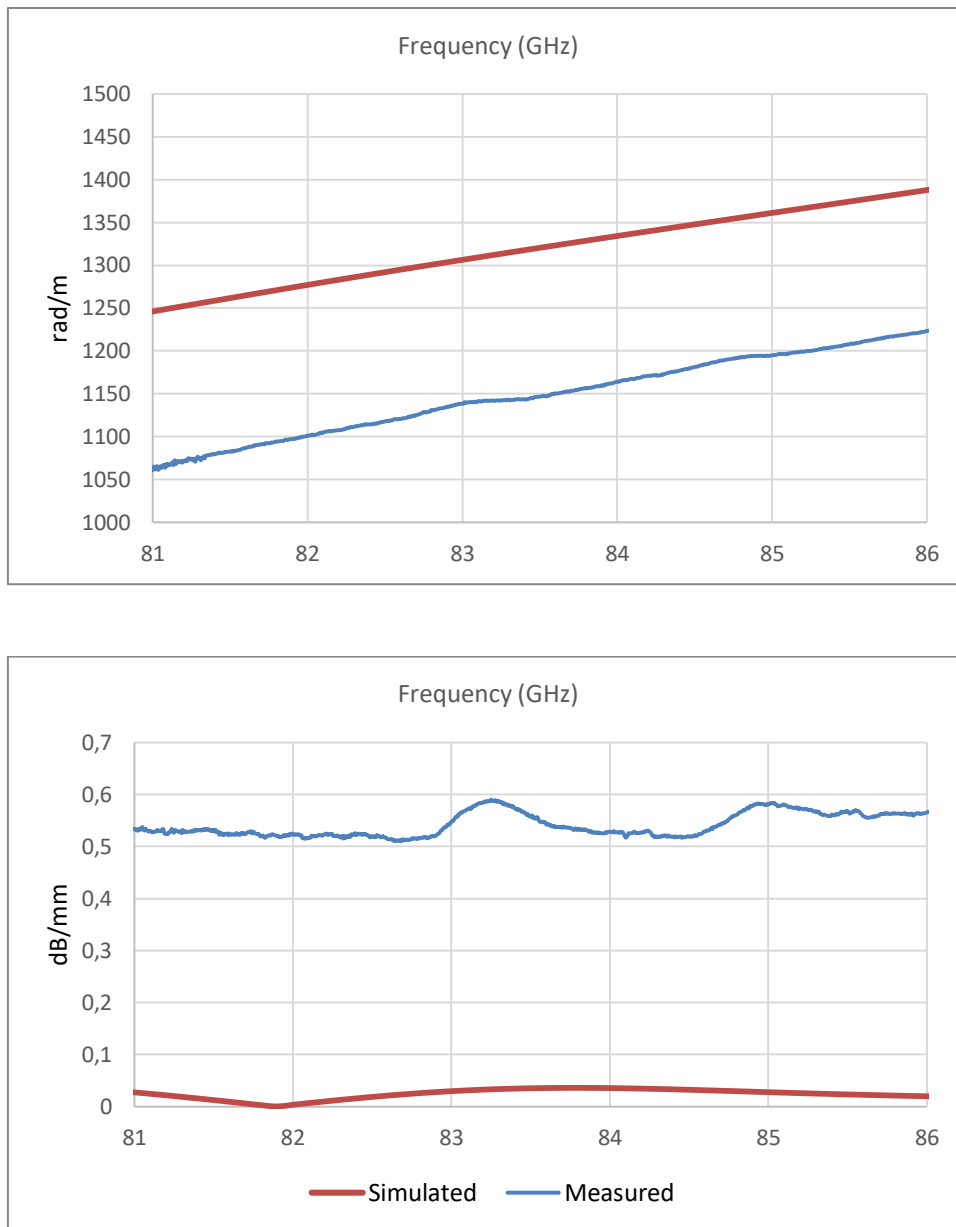 Frequency (GHz)
1500
1450
1400
1350
1300
1250
1200
1150
1100
1050
1000
rad/m
81 82 83 84 85 86
Frequency (GHz)
0,7
0,6
0,5
0,4
0,3
0,2
0,1
0
dB/mm
81 82 83 84 85 86
Simulated Measured